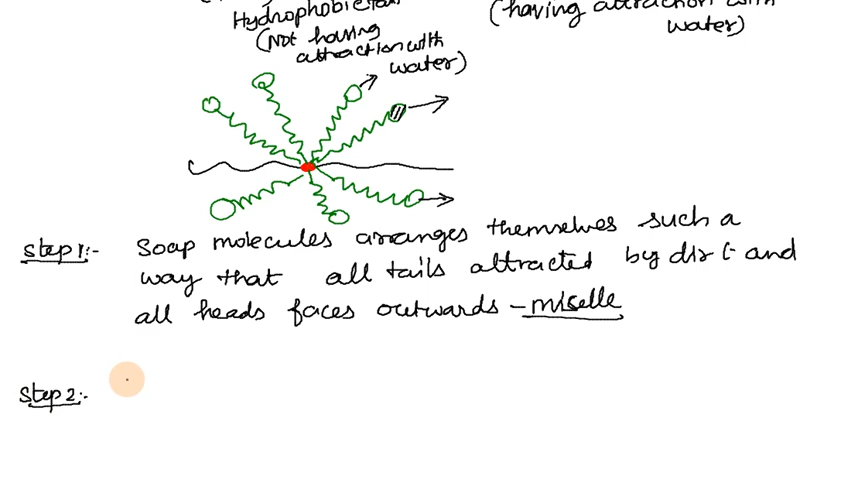 Hydrophobic
(having attraction with
water)
(Not having
attraction with
water)
Step 1:- Soap molecules arranges themselves such a
way that all tails attracted by dirt and
all heads faces outwards - miselle
Step 2:-